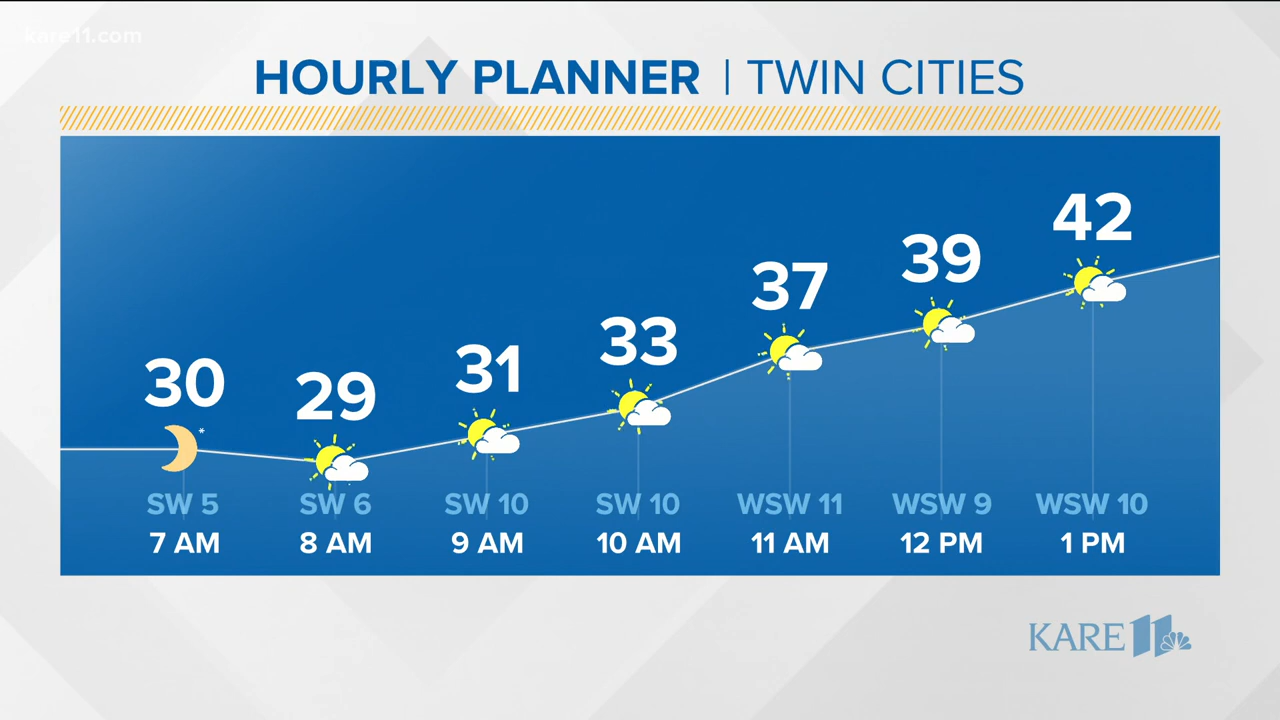 kare11.com
HOURLY PLANNER | TWIN CITIES
30 29 31 33 37 39 42
SW 5 SW 6 SW 10 SW 10 WSW 11 WSW 9 WSW 10
7 AM 8 AM 9 AM 10 AM 11 AM 12 PM 1 PM
KARE 11